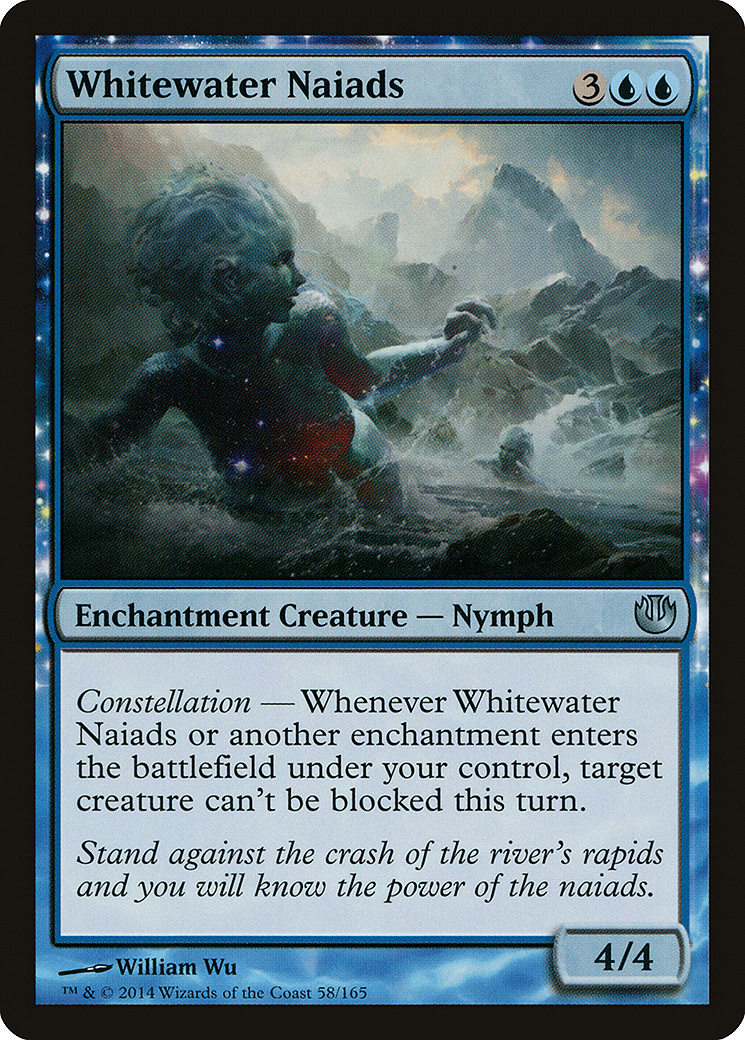 Whitewater Naiads
3
Enchantment Creature — Nymph
Constellation — Whenever Whitewater
Naiads or another enchantment enters
the battlefield under your control, target
creature can't be blocked this turn.
Stand against the crash of the river's rapids
and you will know the power of the naiads.
4/4
William Wu
™ & © 2014 Wizards of the Coast 58/165